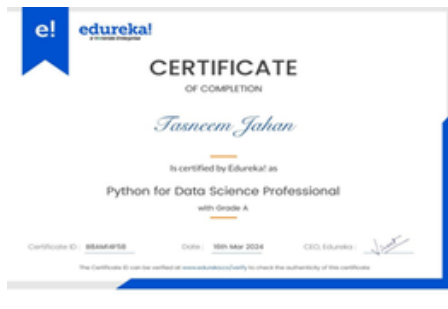 e! edureka!
CERTIFICATE
OF COMPLETION
Tasneem Jahan
Is certified by Edureka! as
Python for Data Science Professional
with Grade A
Certificate ID : Date : 16th Mar 2024 CEO, Edureka :
The Certificate ID can be verified at www.edureka.co/verify to check the authenticity of this certificate